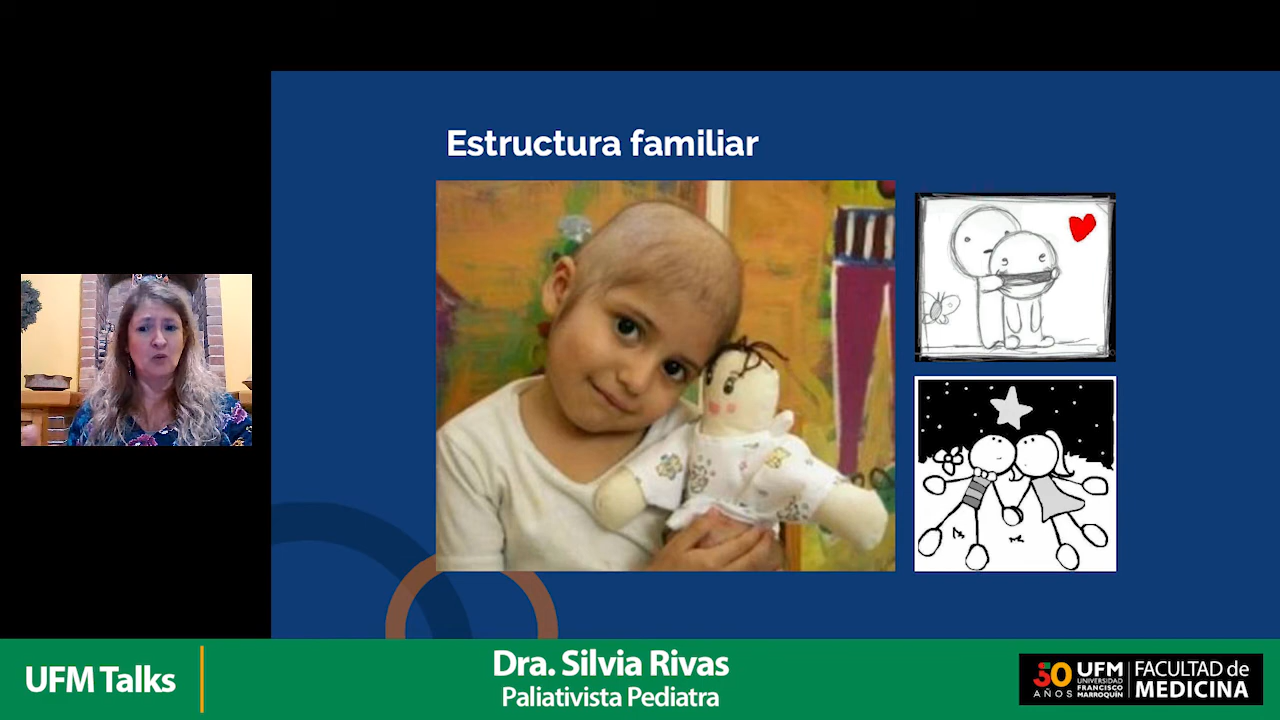 Estructura familiar
UFM Talks
Dra. Silvia Rivas
Paliativista Pediatra
50
AÑOS
UFM
UNIVERSIDAD
FRANCISCO
MARROQUÍN
FACULTAD de
MEDICINA